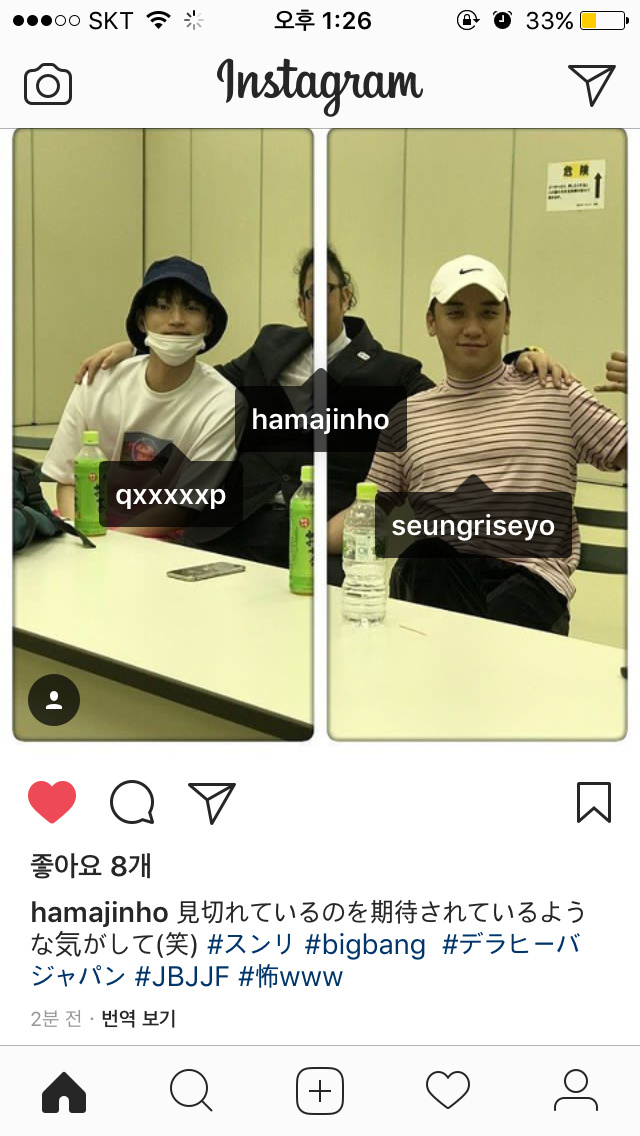 SKT 오후 1:26 33%
Instagram
危険
hamajinho
qxxxxxp
seungriseyo
좋아요 8개
hamajinho 見切れているのを期待されているよう
な気がして(笑) #スンリ #bigbang #デラヒーバ
ジャパン #JBJJF #怖www
2분 전 · 번역 보기